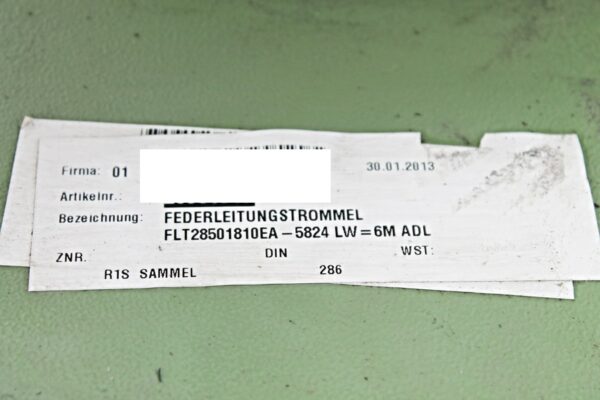 Firma: 01 30.01.2013
Artikelnr.:
Bezeichnung: FEDERLEITUNGSTROMMEL
FLT28501810EA – 5824 LW = 6M ADL
ZNR. DIN WST:
R1S SAMMEL 286